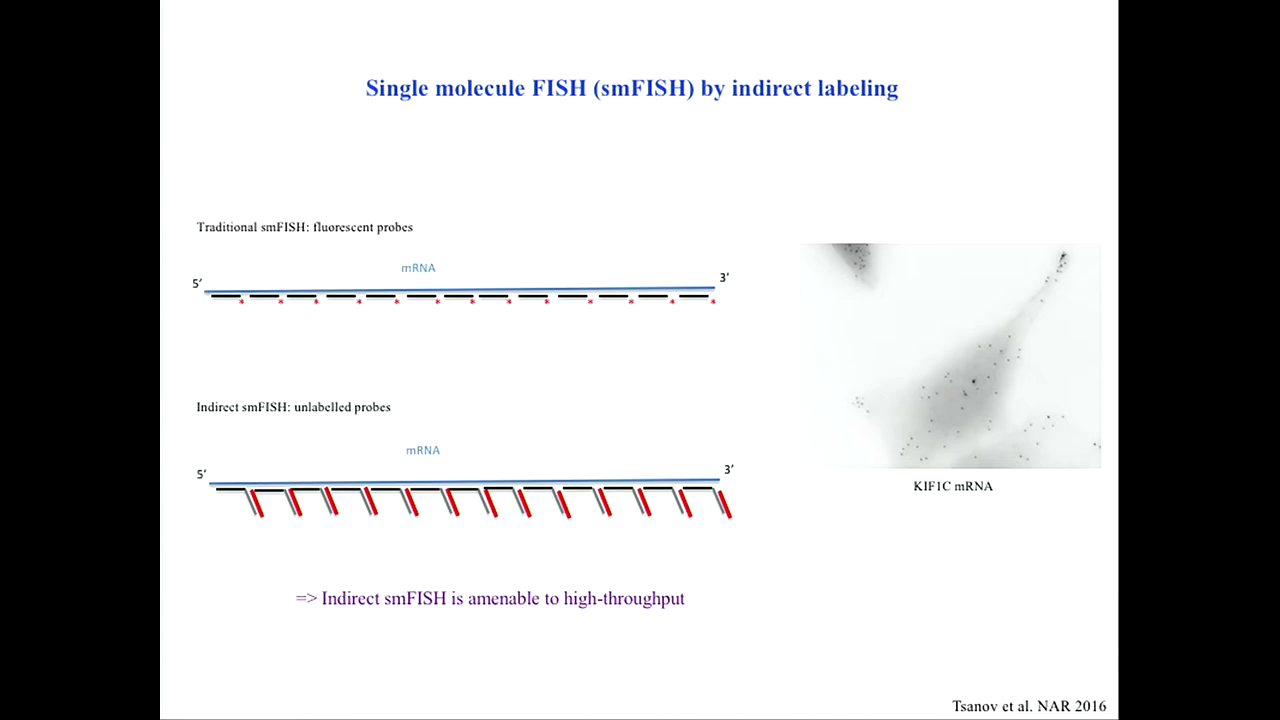 Single molecule FISH (smFISH) by indirect labeling
Traditional smFISH: fluorescent probes
mRNA
5′
3′
* * * * * * * * * * * * *
Indirect smFISH: unlabelled probes
mRNA
5′
3′
KIF1C mRNA
=> Indirect smFISH is amenable to high-throughput
Tsanov et al. NAR 2016